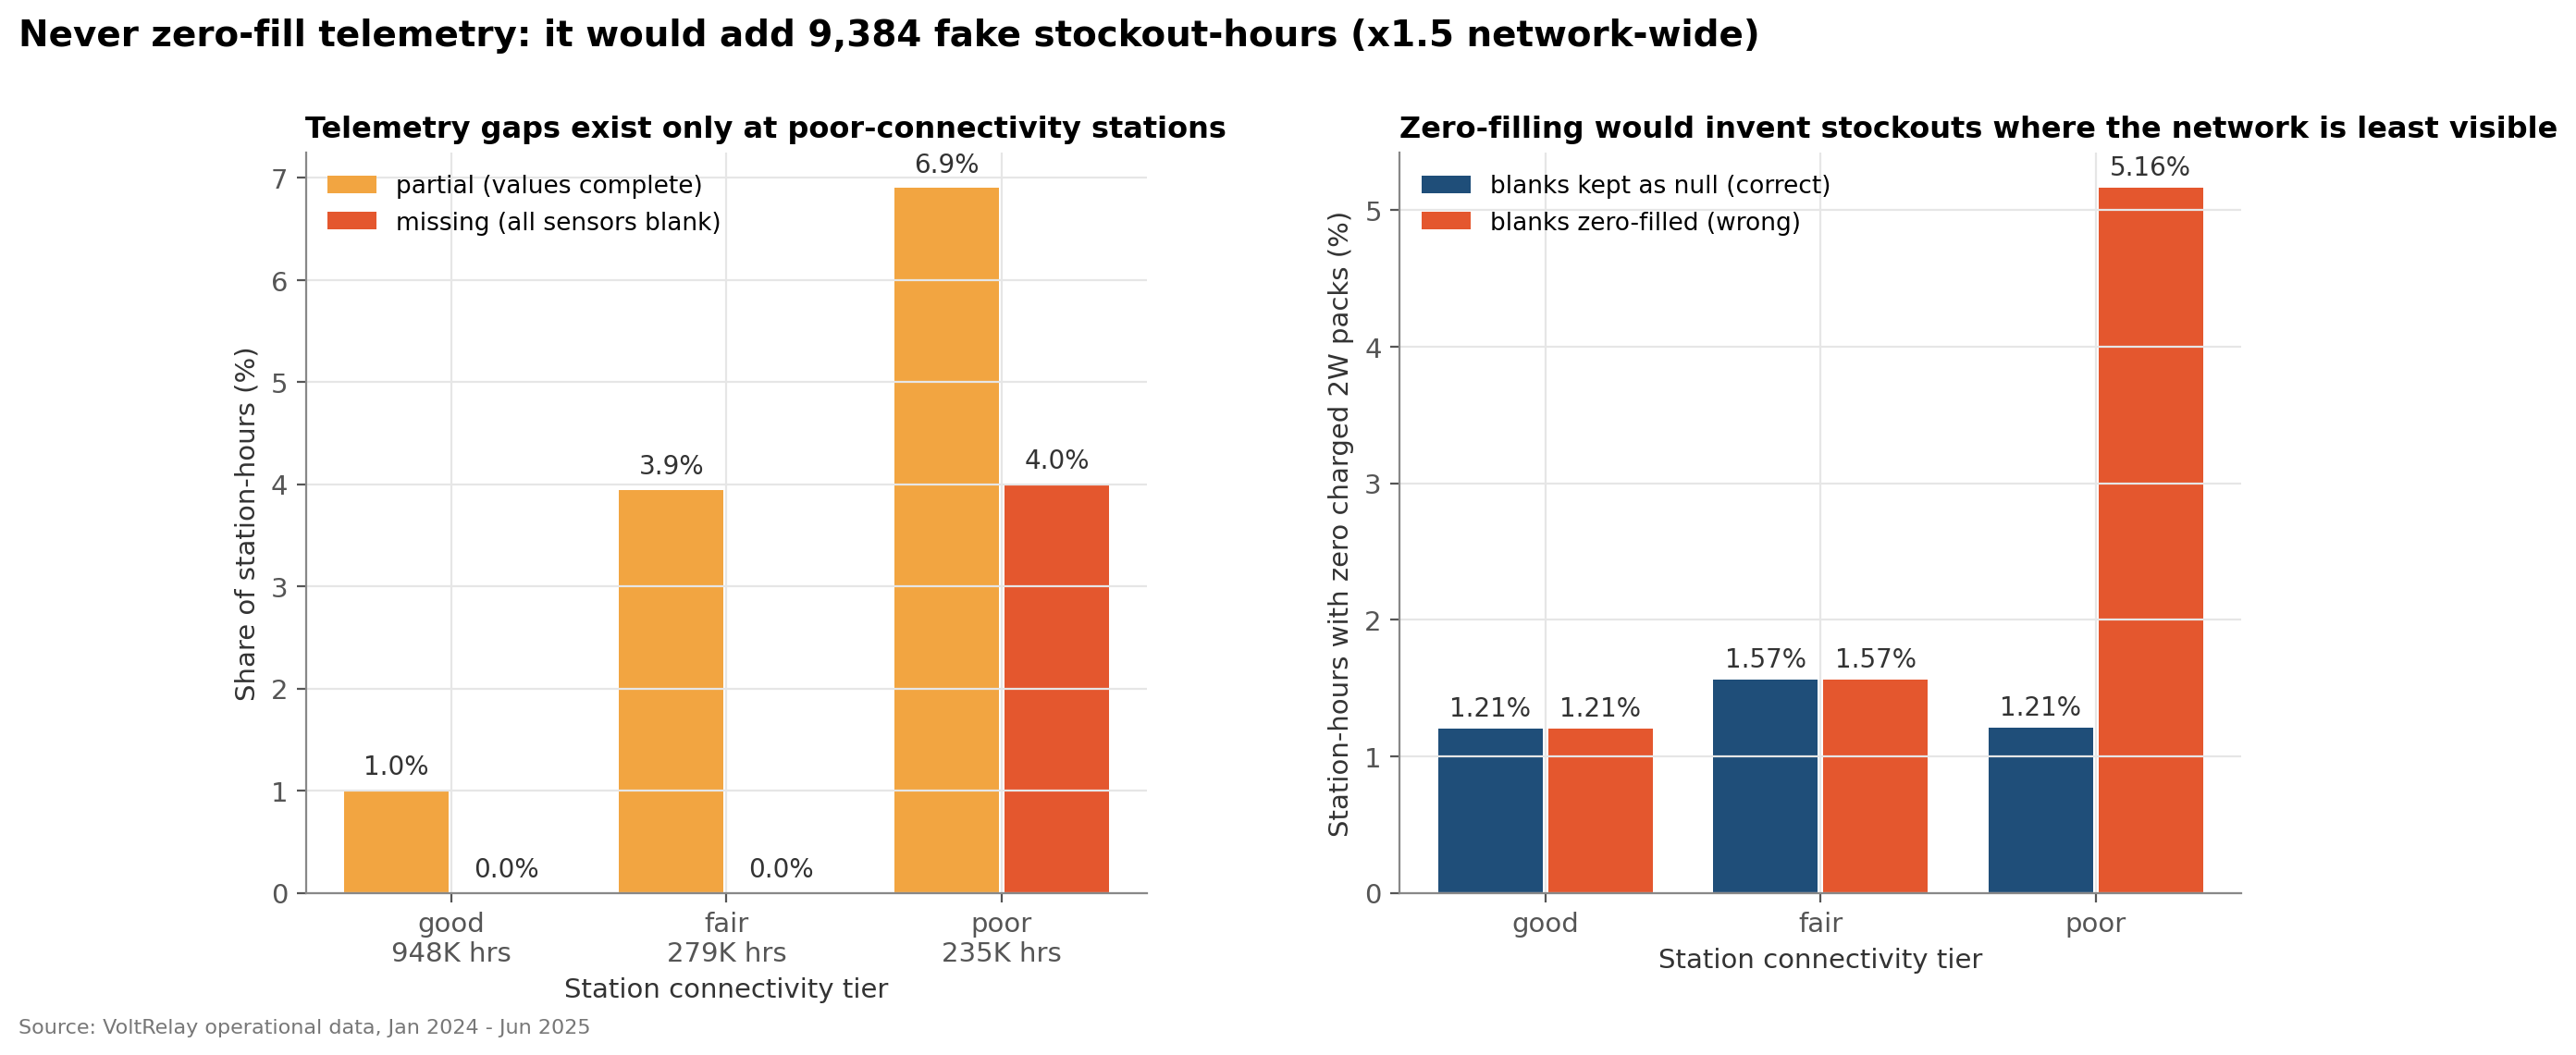 Never zero-fill telemetry: it would add 9,384 fake stockout-hours (x1.5 network-wide)
Telemetry gaps exist only at poor-connectivity stations
partial (values complete)
missing (all sensors blank)
Share of station-hours (%)
7
6
5
4
3
2
1
0
1.0%
0.0%
3.9%
0.0%
6.9%
4.0%
good
948K hrs
fair
279K hrs
poor
235K hrs
Station connectivity tier
Zero-filling would invent stockouts where the network is least visible
blanks kept as null (correct)
blanks zero-filled (wrong)
Station-hours with zero charged 2W packs (%)
5
4
3
2
1
0
1.21%
1.21%
1.57%
1.57%
1.21%
5.16%
good
fair
poor
Station connectivity tier
Source: VoltRelay operational data, Jan 2024 - Jun 2025